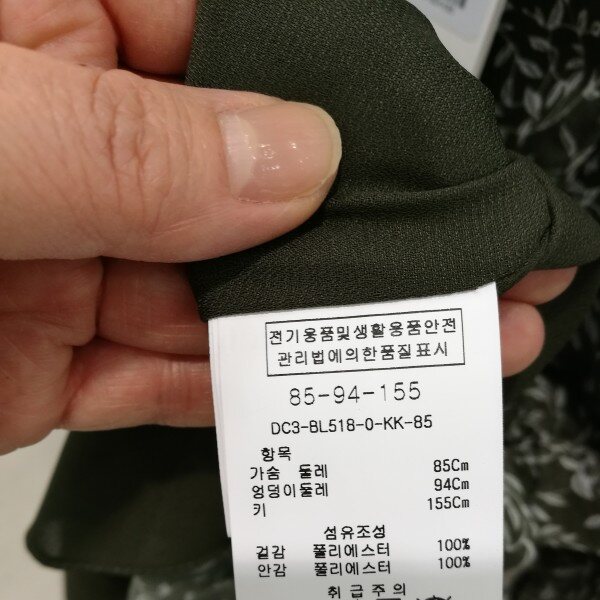 전기용품및생활용품안전
관리법에의한품질표시
85-94-155
DC3-BL518-0-KK-85
항목
가슴 둘레 85Cm
엉덩이둘레 94Cm
키 155Cm
섬유조성
겉감 폴리에스터 100%
안감 폴리에스터 100%
취급주의